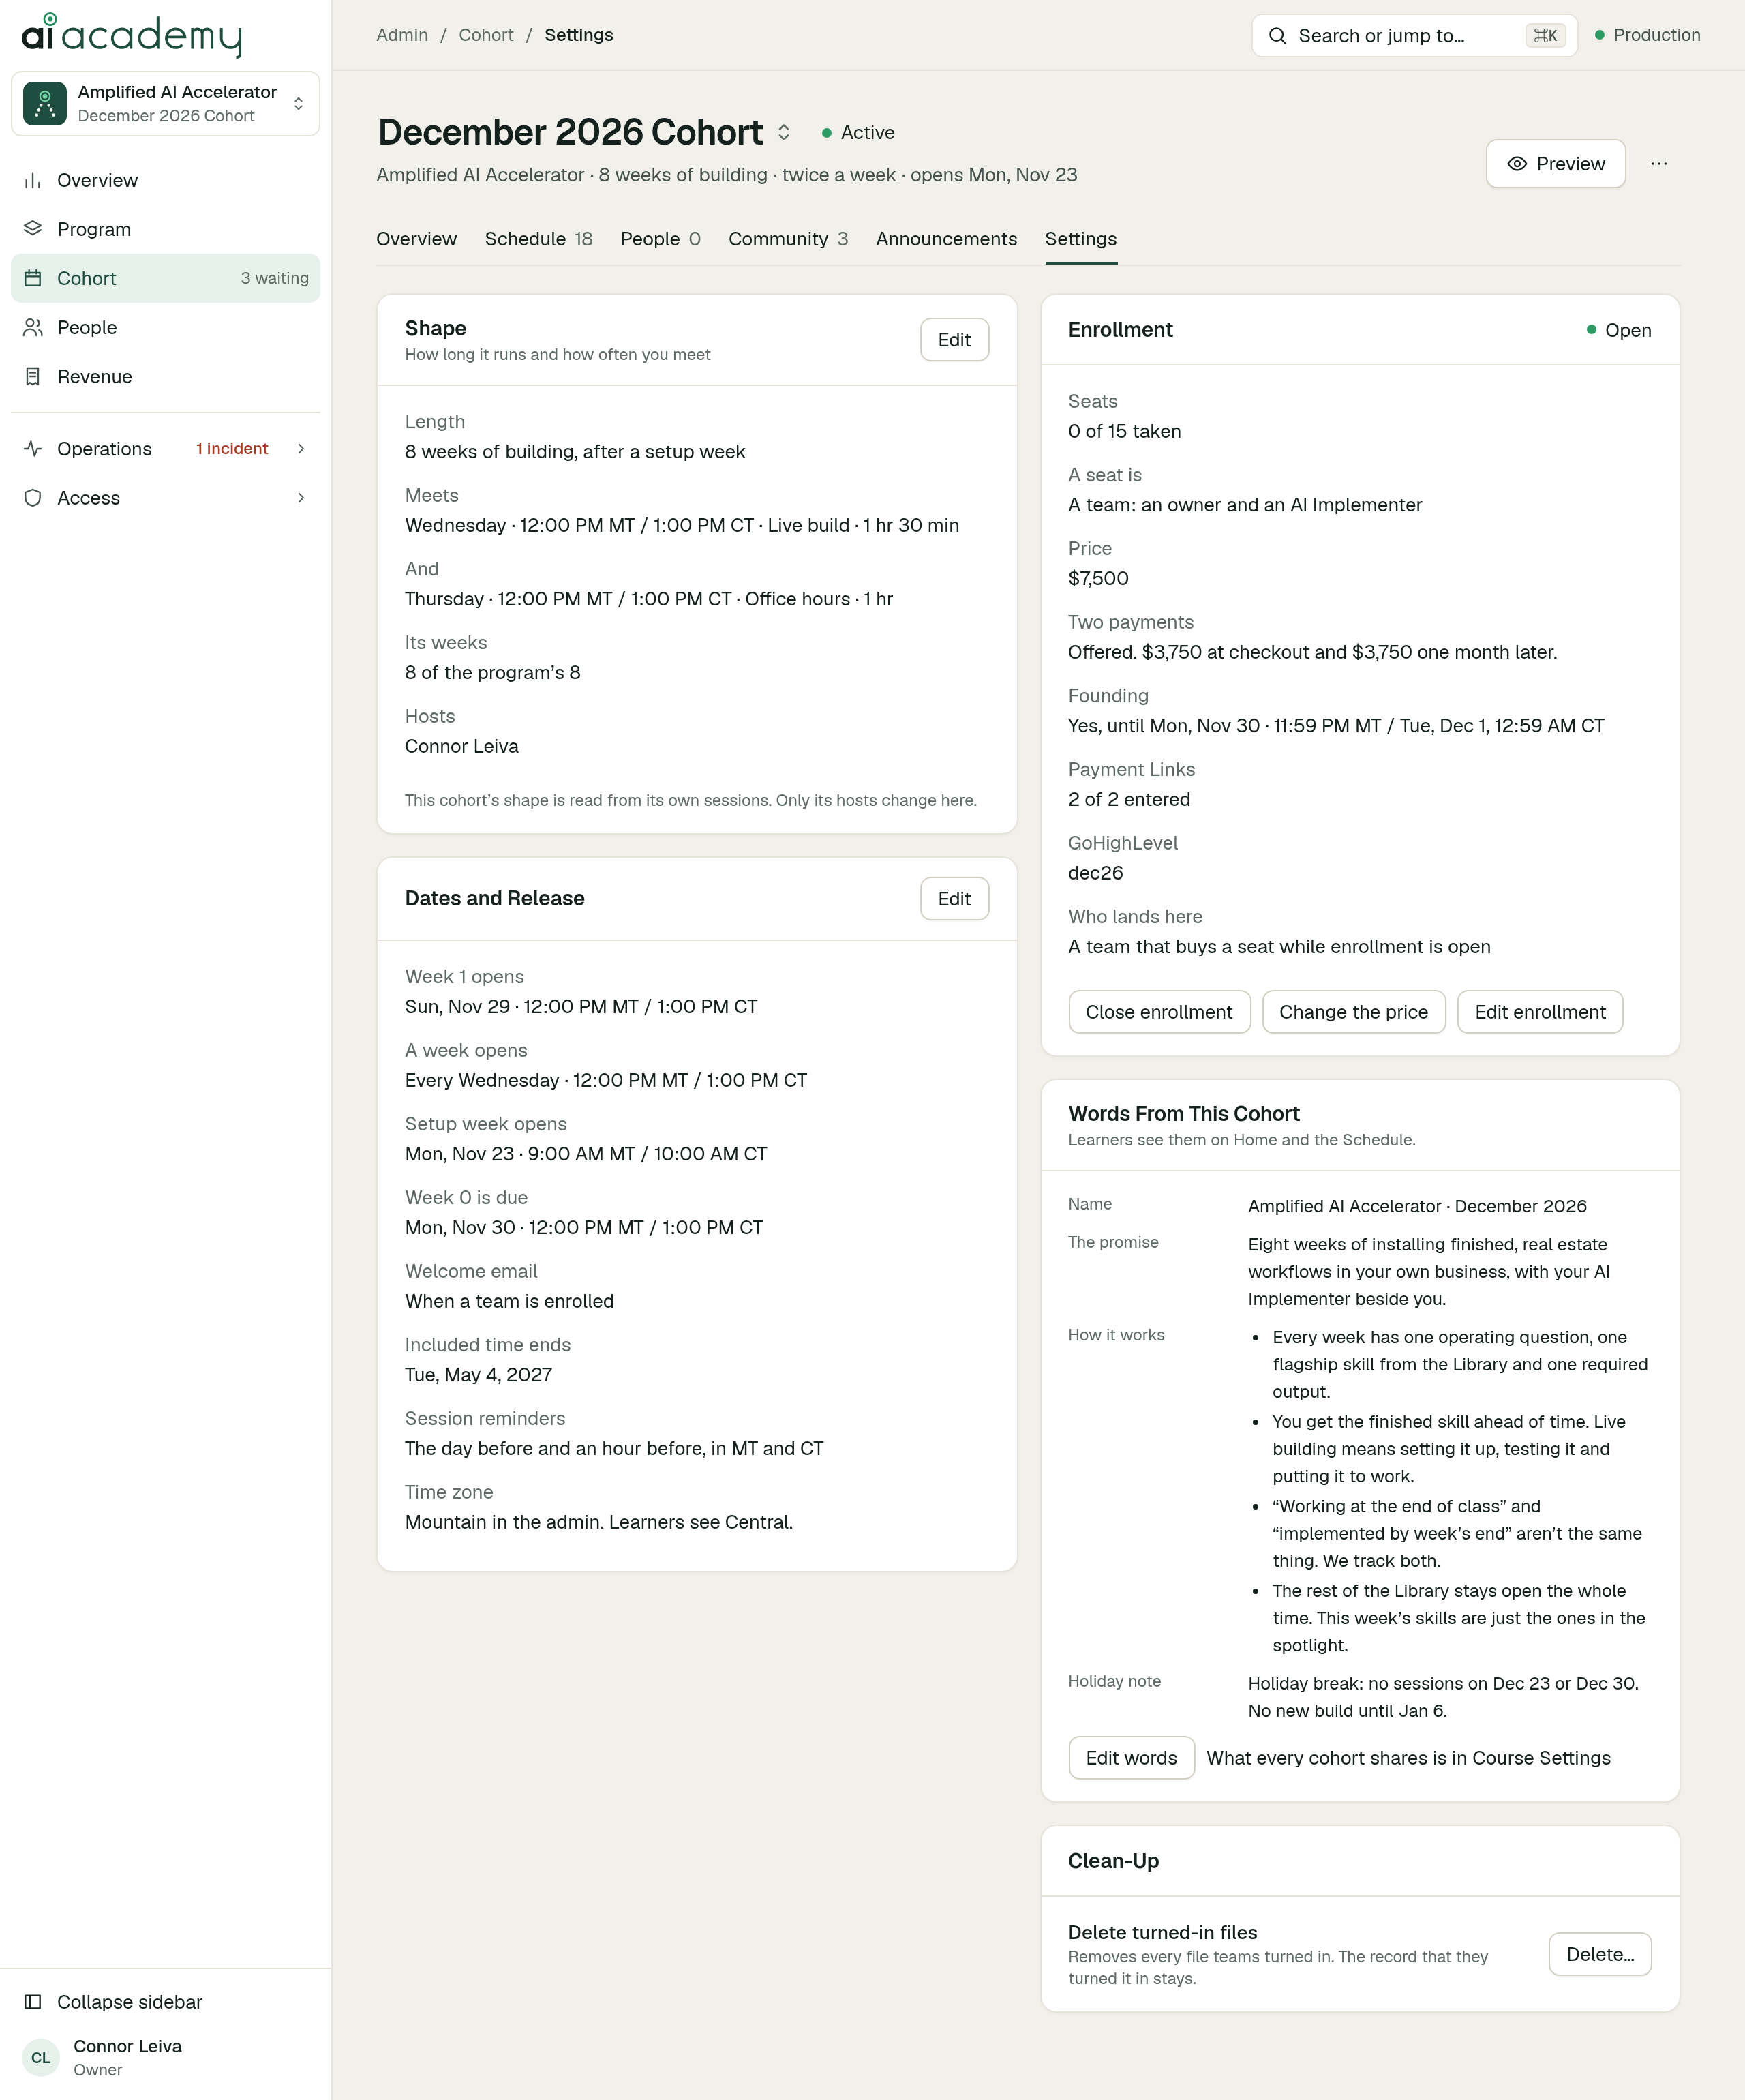 ai academy
Amplified AI Accelerator
December 2026 Cohort
Overview
Program
Cohort
3 waiting
People
Revenue
Operations
1 incident
Access
Collapse sidebar
CL
Connor Leiva
Owner
Admin / Cohort / Settings
Search or jump to...
⌘K
Production
December 2026 Cohort
Active
Amplified AI Accelerator · 8 weeks of building · twice a week · opens Mon, Nov 23
Preview
Overview
Schedule 18
People 0
Community 3
Announcements
Settings
Shape
How long it runs and how often you meet
Edit
Length
8 weeks of building, after a setup week
Meets
Wednesday · 12:00 PM MT / 1:00 PM CT · Live build · 1 hr 30 min
And
Thursday · 12:00 PM MT / 1:00 PM CT · Office hours · 1 hr
Its weeks
8 of the program’s 8
Hosts
Connor Leiva
This cohort’s shape is read from its own sessions. Only its hosts change here.
Dates and Release
Edit
Week 1 opens
Sun, Nov 29 · 12:00 PM MT / 1:00 PM CT
A week opens
Every Wednesday · 12:00 PM MT / 1:00 PM CT
Setup week opens
Mon, Nov 23 · 9:00 AM MT / 10:00 AM CT
Week 0 is due
Mon, Nov 30 · 12:00 PM MT / 1:00 PM CT
Welcome email
When a team is enrolled
Included time ends
Tue, May 4, 2027
Session reminders
The day before and an hour before, in MT and CT
Time zone
Mountain in the admin. Learners see Central.
Enrollment
Open
Seats
0 of 15 taken
A seat is
A team: an owner and an AI Implementer
Price
$7,500
Two payments
Offered. $3,750 at checkout and $3,750 one month later.
Founding
Yes, until Mon, Nov 30 · 11:59 PM MT / Tue, Dec 1, 12:59 AM CT
Payment Links
2 of 2 entered
GoHighLevel
dec26
Who lands here
A team that buys a seat while enrollment is open
Close enrollment
Change the price
Edit enrollment
Words From This Cohort
Learners see them on Home and the Schedule.
Name
Amplified AI Accelerator · December 2026
The promise
Eight weeks of installing finished, real estate
workflows in your own business, with your AI
Implementer beside you.
How it works
• Every week has one operating question, one
flagship skill from the Library and one required
output.
• You get the finished skill ahead of time. Live
building means setting it up, testing it and
putting it to work.
• “Working at the end of class” and
“implemented by week’s end” aren’t the same
thing. We track both.
• The rest of the Library stays open the whole
time. This week’s skills are just the ones in the
spotlight.
Holiday note
Holiday break: no sessions on Dec 23 or Dec 30.
No new build until Jan 6.
Edit words
What every cohort shares is in Course Settings
Clean-Up
Delete turned-in files
Removes every file teams turned in. The record that they
turned it in stays.
Delete...